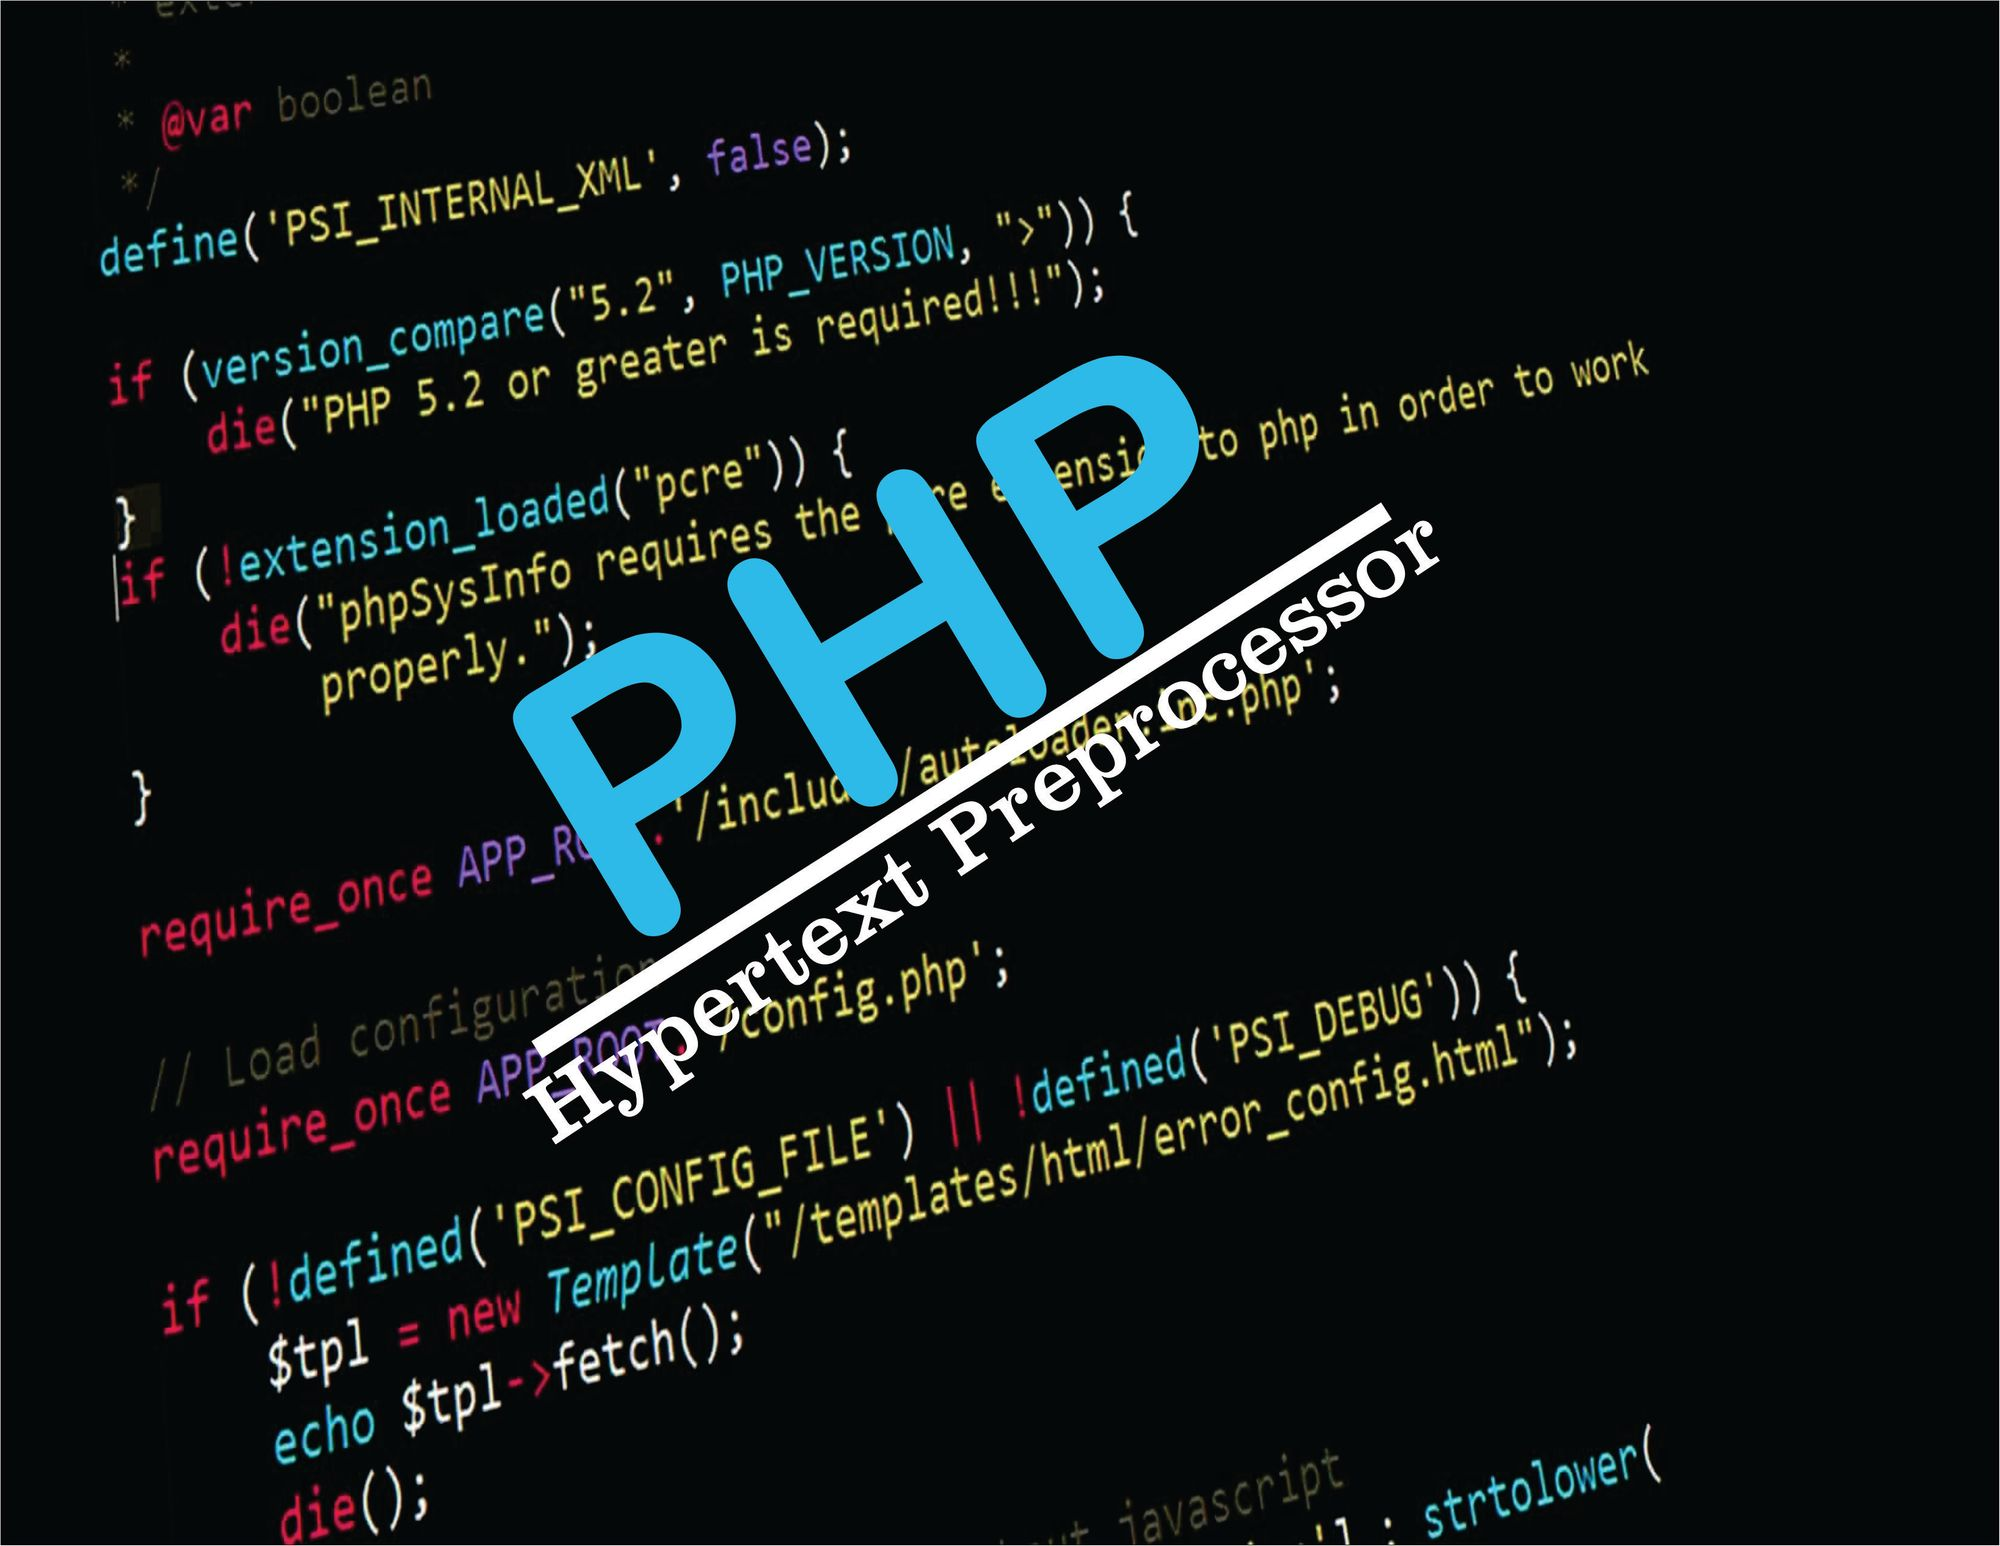 *
* @var boolean
*/
define('PSI_INTERNAL_XML', false);
if (version_compare("5.2", PHP_VERSION, ">")) {
die("PHP 5.2 or greater is required!!!");
}
if (!extension_loaded("pcre")) {
die("phpSysInfo requires the to php in order to work
properly.");
}
require_once '/autoloader.inc.php';
// Load
require_once APP_ROOT. '/config.php';
if (!defined('PSI_CONFIG_FILE') || !defined('PSI_DEBUG')) {
$tpl = new Template("/templates/html/error_config.html");
echo $tpl->fetch();
die();
javascript
strtolower(
PHP
Hypertext Preprocessor